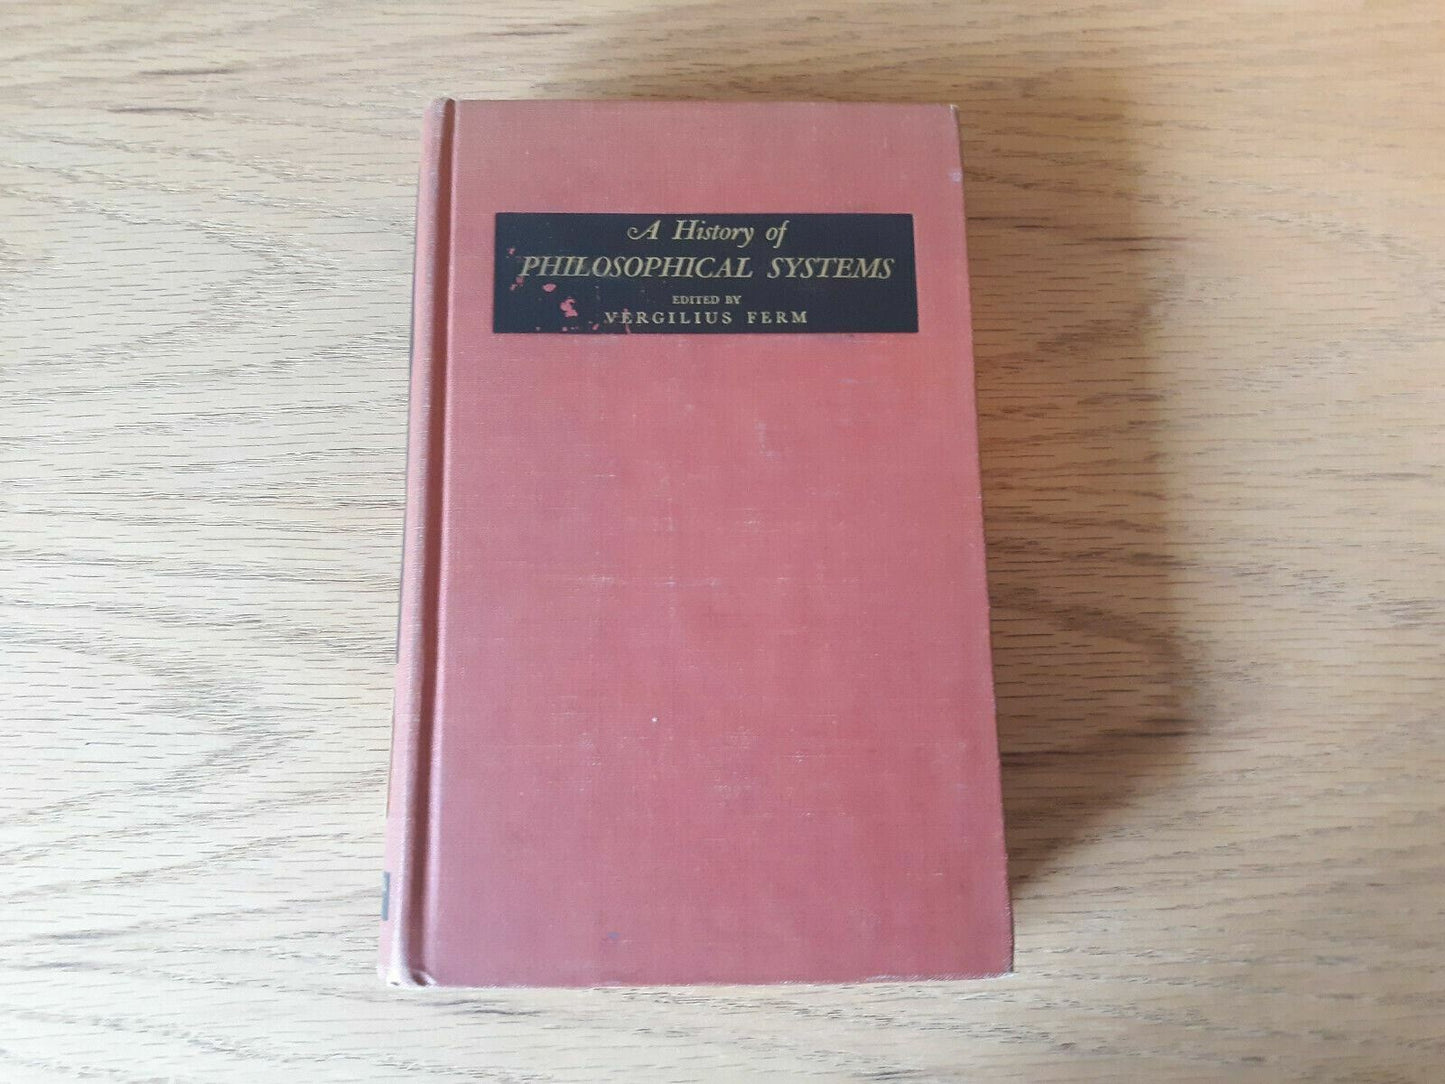 A History of
PHILOSOPHICAL SYSTEMS
EDITED BY
VERGILIUS FERM